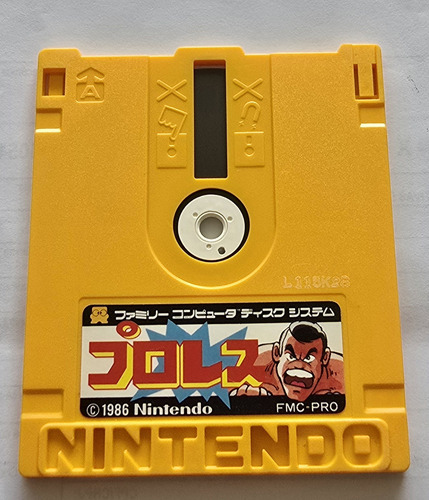 A
L118K3S
ファミリー コンピュータ ディスク システム
プロレス
© 1986 Nintendo
FMC-PRO
NINTENDO